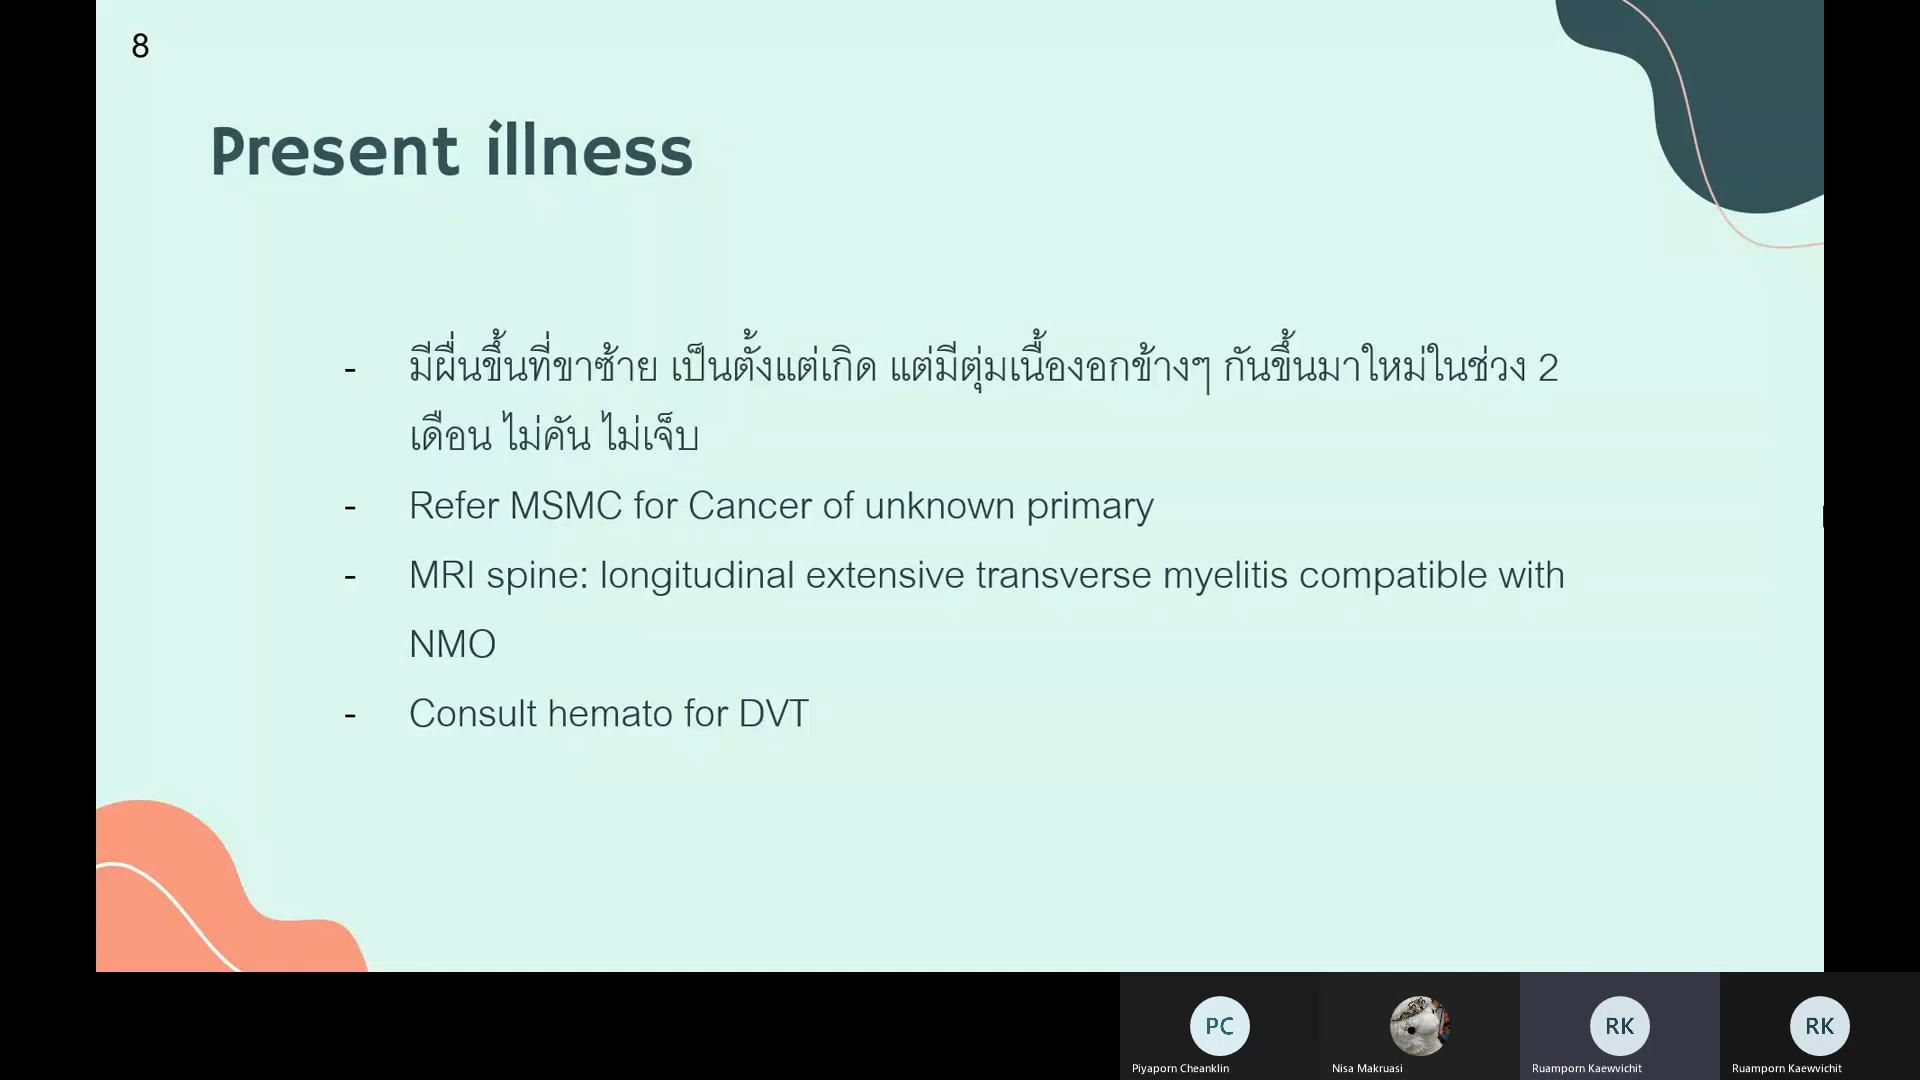 8
Present illness
- มีผื่นขึ้นที่ขาซ้าย เป็นตั้งแต่เกิด แต่มีตุ่มเนื้องอกข้างๆ กันขึ้นมาใหม่ในช่วง 2
เดือน ไม่คัน ไม่เจ็บ
- Refer MSMC for Cancer of unknown primary
- MRI spine: longitudinal extensive transverse myelitis compatible with
NMO
- Consult hemato for DVT
PC
RK
RK
Piyaporn Cheanklin
Nisa Makruasi
Ruamporn Kaewvichit
Ruamporn Kaewvichit